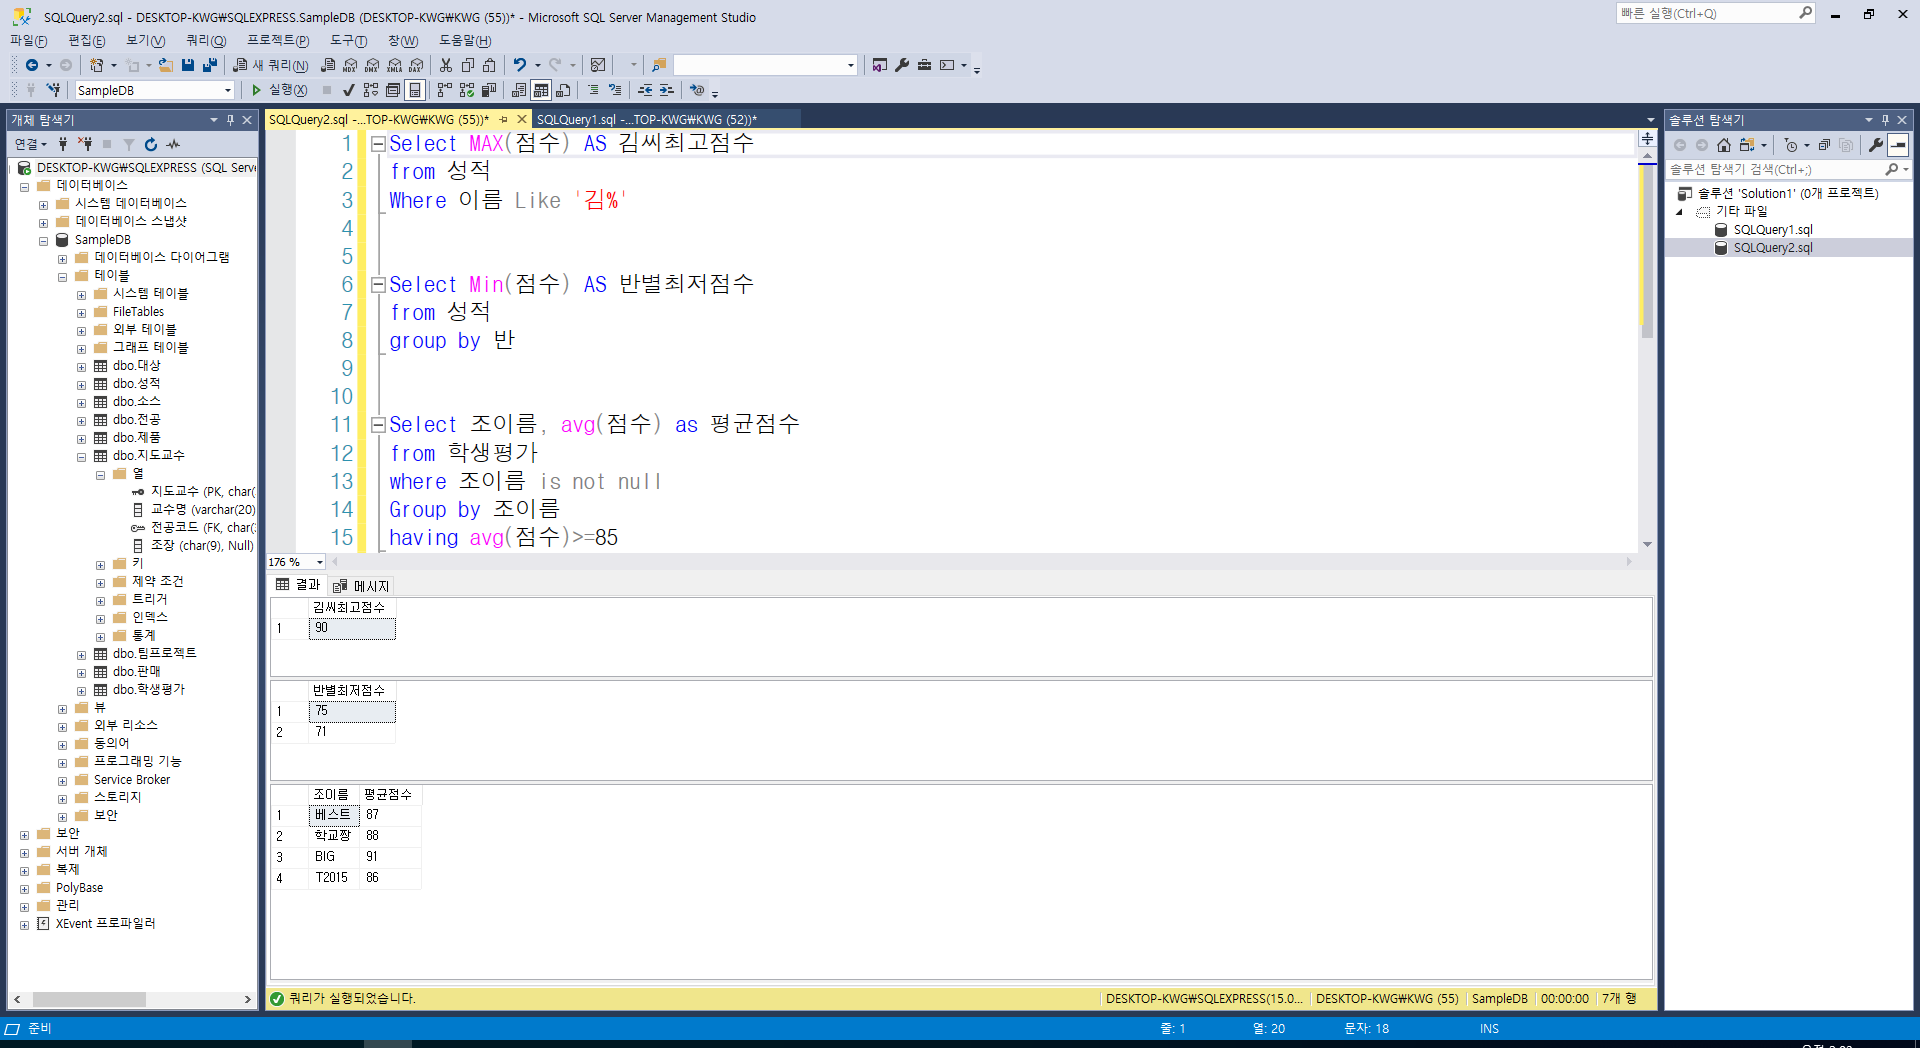 SQLQuery2.sql - DESKTOP-KWG₩SQLEXPRESS.SampleDB (DESKTOP-KWG₩KWG (55))* - Microsoft SQL Server Management Studio
빠른 실행(Ctrl+Q)
파일(F) 편집(E) 보기(V) 쿼리(Q) 프로젝트(P) 도구(T) 창(W) 도움말(H)
새 쿼리(N) MDX DMX XMLA DAX
SampleDB 실행(X)
개체 탐색기
연결
DESKTOP-KWG₩SQLEXPRESS (SQL Serve
데이터베이스
시스템 데이터베이스
데이터베이스 스냅샷
SampleDB
데이터베이스 다이어그램
테이블
시스템 테이블
FileTables
외부 테이블
그래프 테이블
dbo.대상
dbo.성적
dbo.소스
dbo.전공
dbo.제품
dbo.지도교수
열
지도교수 (PK, char(
교수명 (varchar(20)
전공코드 (FK, char(
조장 (char(9), Null)
키
제약 조건
트리거
인덱스
통계
dbo.팀프로젝트
dbo.판매
dbo.학생평가
뷰
외부 리소스
동의어
프로그래밍 기능
Service Broker
스토리지
보안
보안
서버 개체
복제
PolyBase
관리
XEvent 프로파일러
SQLQuery2.sql -...TOP-KWG₩KWG (55))* SQLQuery1.sql -...TOP-KWG₩KWG (52))*
1 Select MAX(점수) AS 김씨최고점수
2 from 성적
3 Where 이름 Like '김%'
4
5
6 Select Min(점수) AS 반별최저점수
7 from 성적
8 group by 반
9
10
11 Select 조이름, avg(점수) as 평균점수
12 from 학생평가
13 where 조이름 is not null
14 Group by 조이름
15 having avg(점수)>=85
176 %
결과 메시지
김씨최고점수
1 90
반별최저점수
1 75
2 71
조이름 평균점수
1 베스트 87
2 학교짱 88
3 BIG 91
4 T2015 86
쿼리가 실행되었습니다. DESKTOP-KWG₩SQLEXPRESS(15.0... DESKTOP-KWG₩KWG (55) SampleDB 00:00:00 7개 행
솔루션 탐색기
솔루션 탐색기 검색(Ctrl+;)
솔루션 'Solution1' (0개 프로젝트)
기타 파일
SQLQuery1.sql
SQLQuery2.sql
준비 줄: 1 열: 20 문자: 18 INS